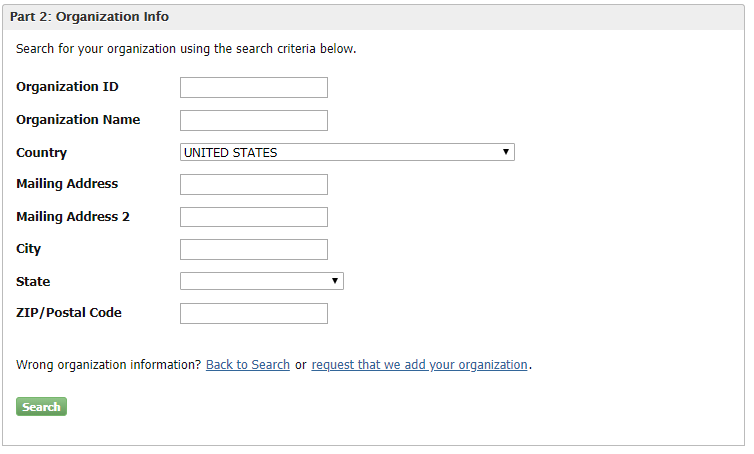 Part 2: Organization Info
Search for your organization using the search criteria below.
Organization ID
Organization Name
Country UNITED STATES
Mailing Address
Mailing Address 2
City
State
ZIP/Postal Code
Wrong organization information? Back to Search or request that we add your organization.
Search